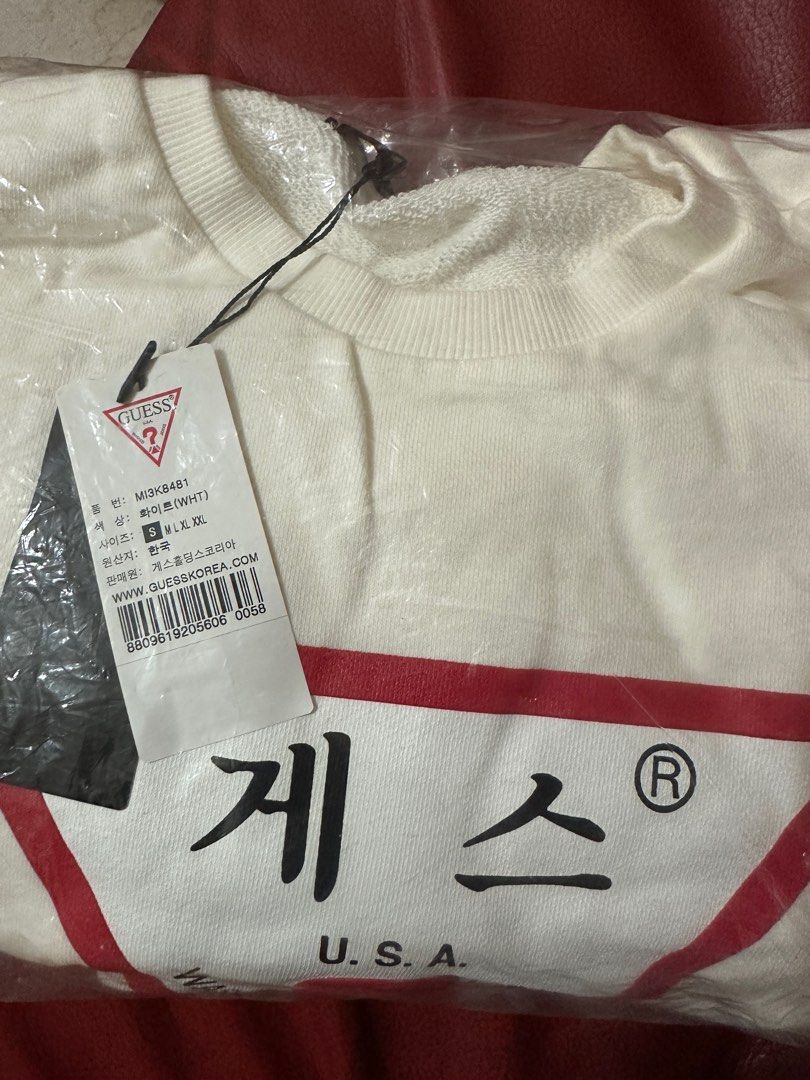 GUESS®
U.S.A.
?
품 번: MI3K8481
색 상: 화이트(WHT)
사이즈: S M L XL XXL
원산지: 한국
판매원: 게스홀딩스코리아
WWW.GUESSKOREA.COM
8809619205606 0058
게스®
U.S.A.